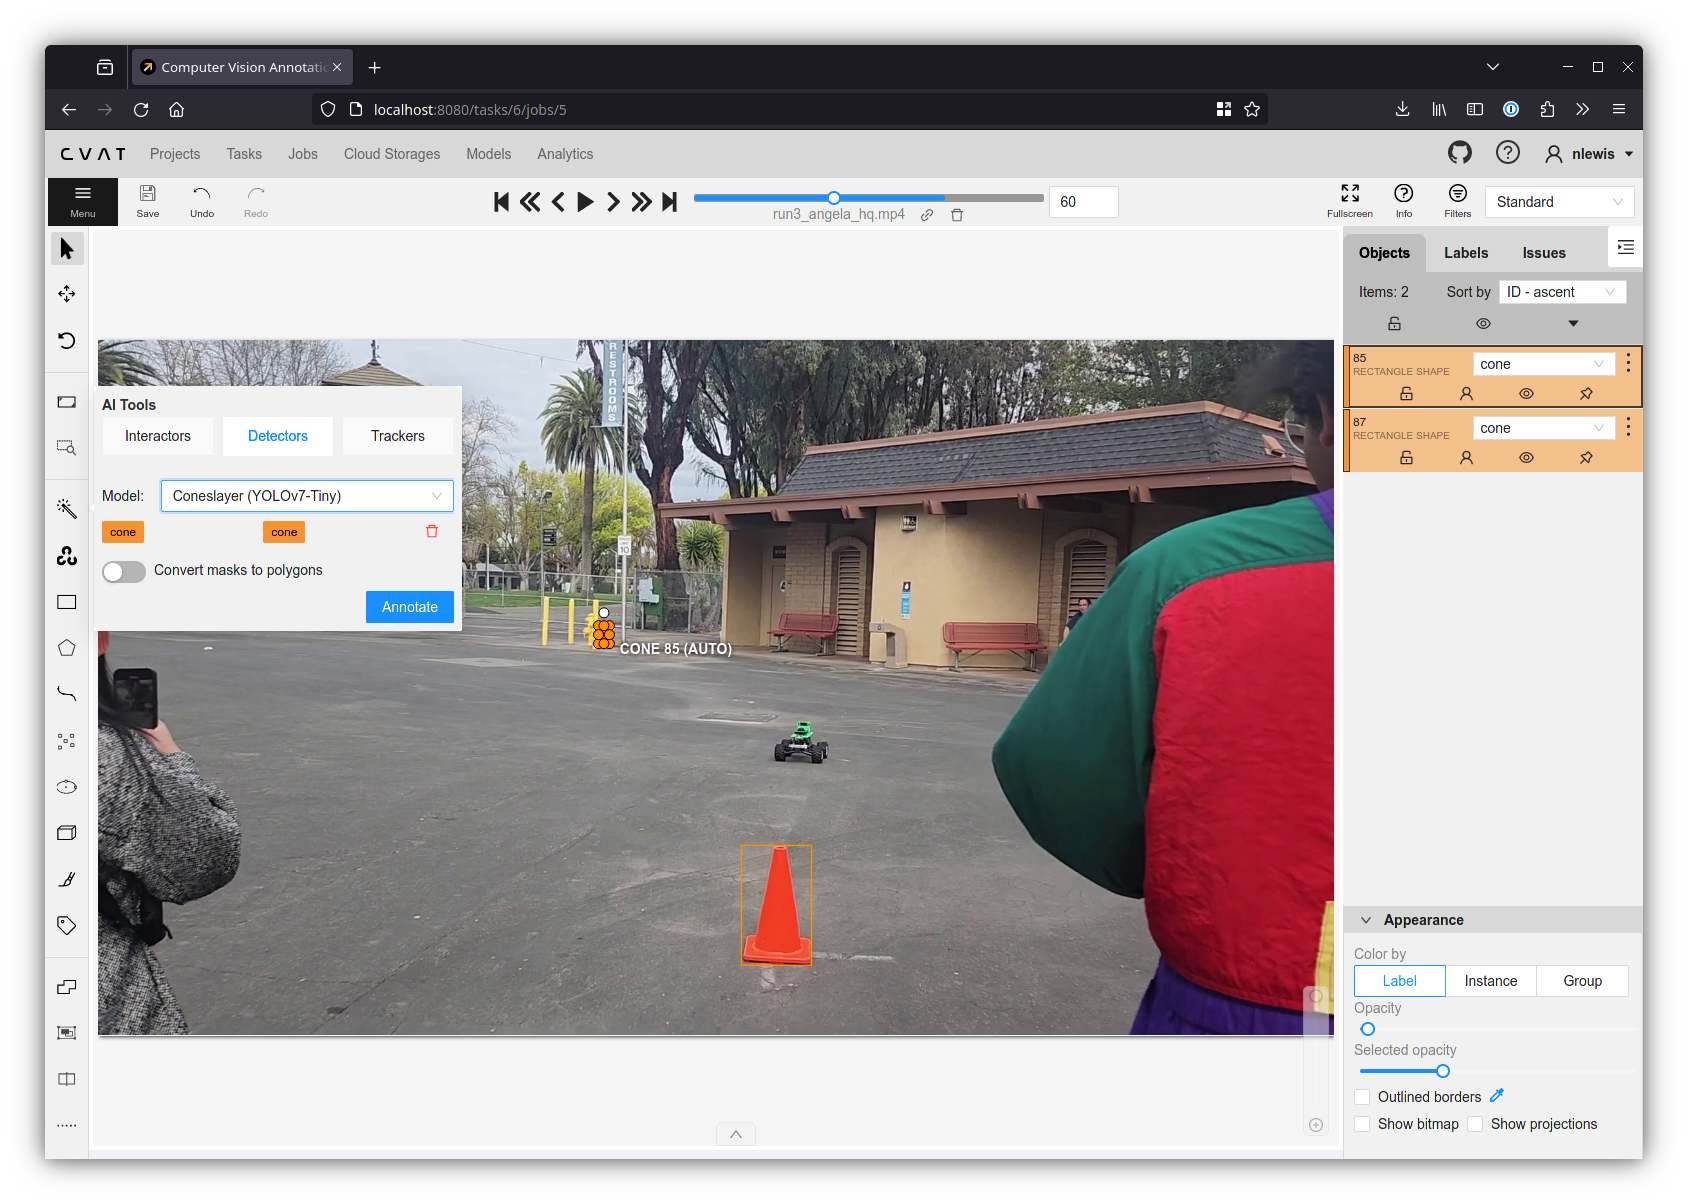 Computer Vision Annotatic
localhost:8080/tasks/6/jobs/5
CVAT Projects Tasks Jobs Cloud Storages Models Analytics nlewis
Menu Save Undo Redo run3_angela_hq.mp4 60 Fullscreen Info Filters Standard
Objects Labels Issues
Items: 2 Sort by ID - ascent
85 RECTANGLE SHAPE cone
87 RECTANGLE SHAPE cone
AI Tools
Interactors Detectors Trackers
Model: Coneslayer (YOLOv7-Tiny)
cone cone
Convert masks to polygons
Annotate
RESTROOMS
10
CONE 85 (AUTO)
Appearance
Color by
Label Instance Group
Opacity
Selected opacity
Outlined borders
Show bitmap Show projections